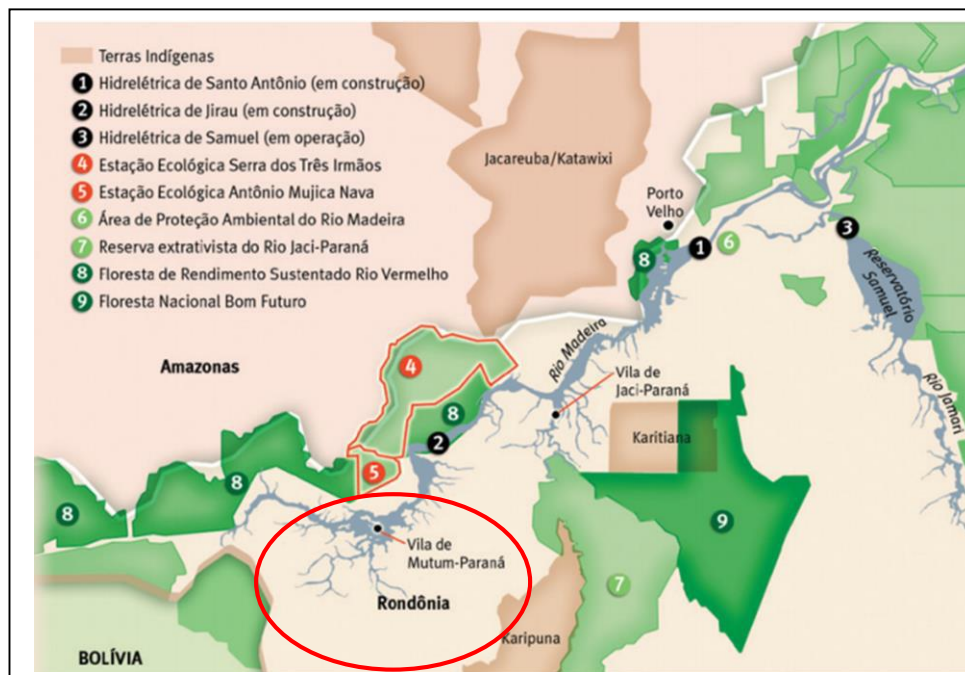 Terras Indígenas
1 Hidrelétrica de Santo Antônio (em construção)
2 Hidrelétrica de Jirau (em construção)
3 Hidrelétrica de Samuel (em operação)
4 Estação Ecológica Serra dos Três Irmãos
5 Estação Ecológica Antônio Mujica Nava
6 Área de Proteção Ambiental do Rio Madeira
7 Reserva extrativista do Rio Jaci-Paraná
8 Floresta de Rendimento Sustentado Rio Vermelho
9 Floresta Nacional Bom Futuro
Jacareuba/Katawixi
Porto
Velho
8
1
6
3
Reservatório
Samuel
Rio Madeira
Amazonas
4
8
Vila de
Jaci-Paraná
Rio Jamari
2
Karitiana
5
8
8
9
Vila de
Mutum-Paraná
7
Rondônia
Karipuna
BOLÍVIA